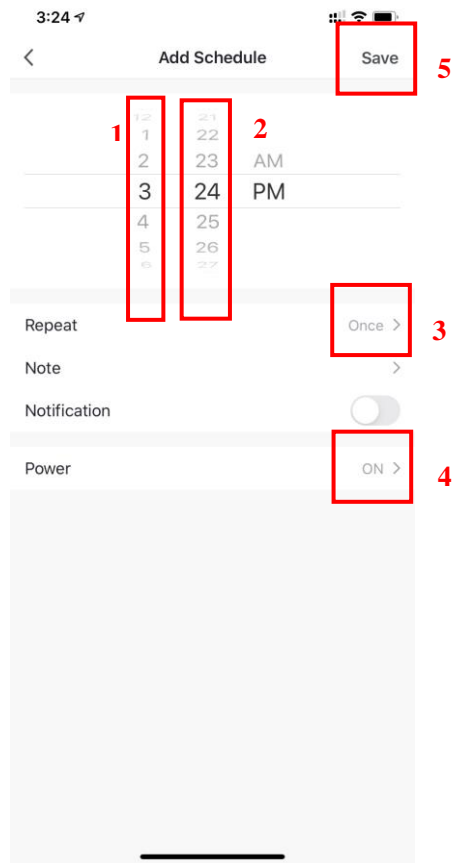 3:24
Add Schedule Save 5
12 21
1 1 22 2
2 23 AM
3 24 PM
4 25
5 26
6 27
Repeat Once 3
Note
Notification
Power ON 4